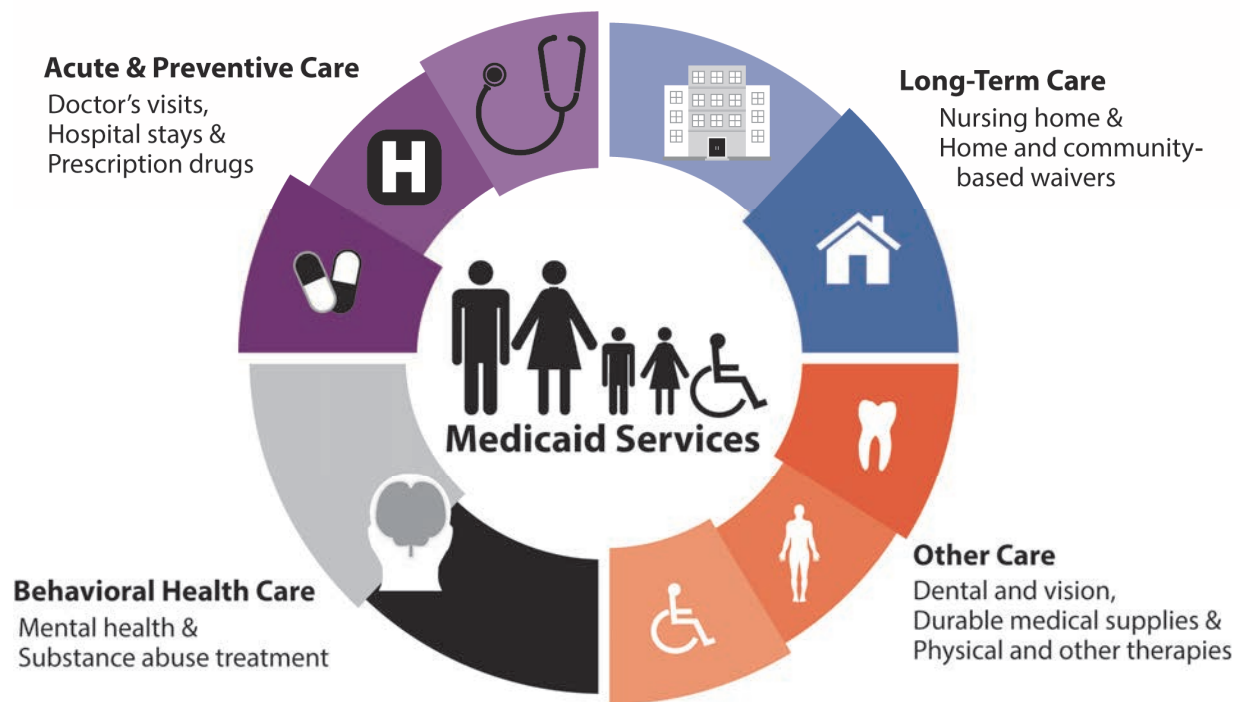 Acute & Preventive Care
Doctor's visits,
Hospital stays &
Prescription drugs
Long-Term Care
Nursing home &
Home and community-
based waivers
H
Medicaid Services
Behavioral Health Care
Mental health &
Substance abuse treatment
Other Care
Dental and vision,
Durable medical supplies &
Physical and other therapies